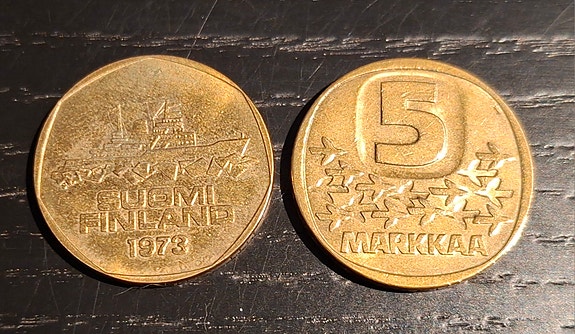 SUOMI
FINLAND
1973
5
MARKKAA